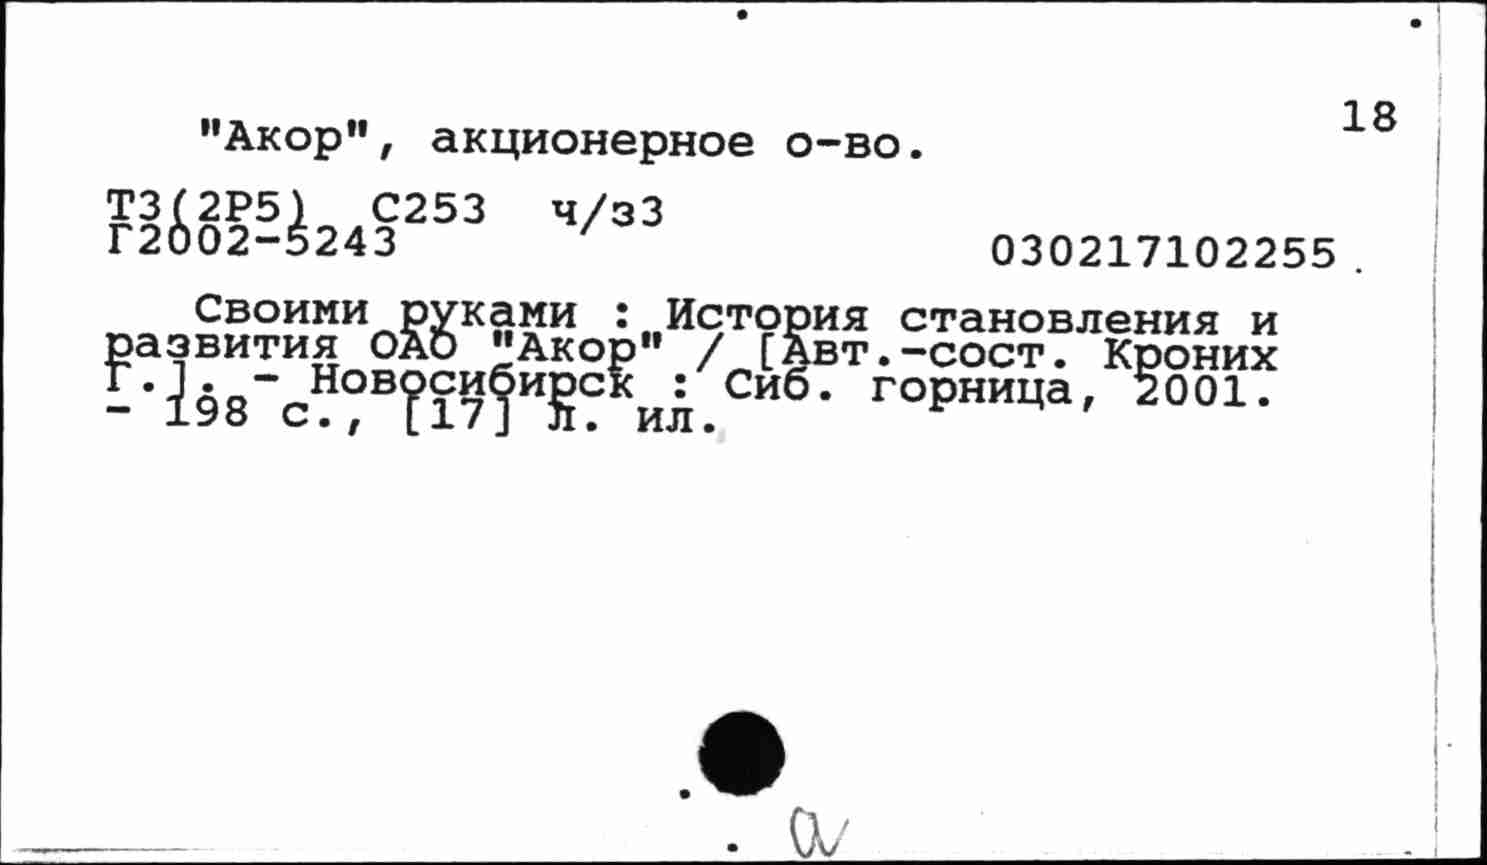 18
"Акор", акционерное о-во.
Т3(2Р5) С253 ч/з3
Г2002-5243
030217102255.
Своими руками : История становления и
развития ОАО "Акор" / [Авт.-сост. Кроних
Г.]. - Новосибирск : Сиб. горница, 2001.
- 198 с., [17] л. ил.
а